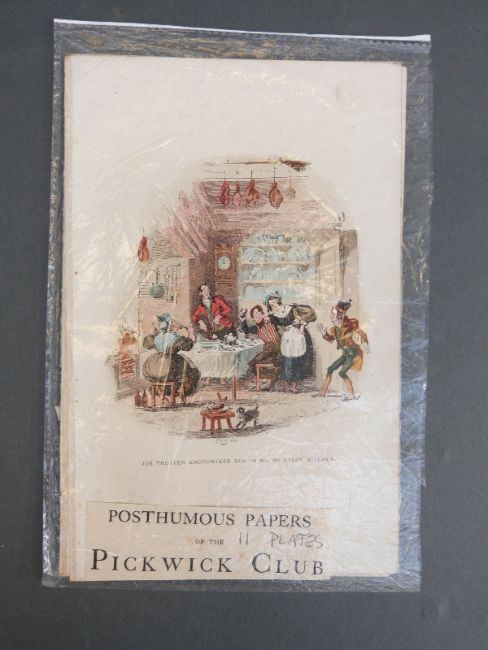 JOB TROTTER ENCOUNTERS SAM IN MR. MUZZLE'S KITCHEN.
POSTHUMOUS PAPERS
OF THE 11 PLATES
PICKWICK CLUB